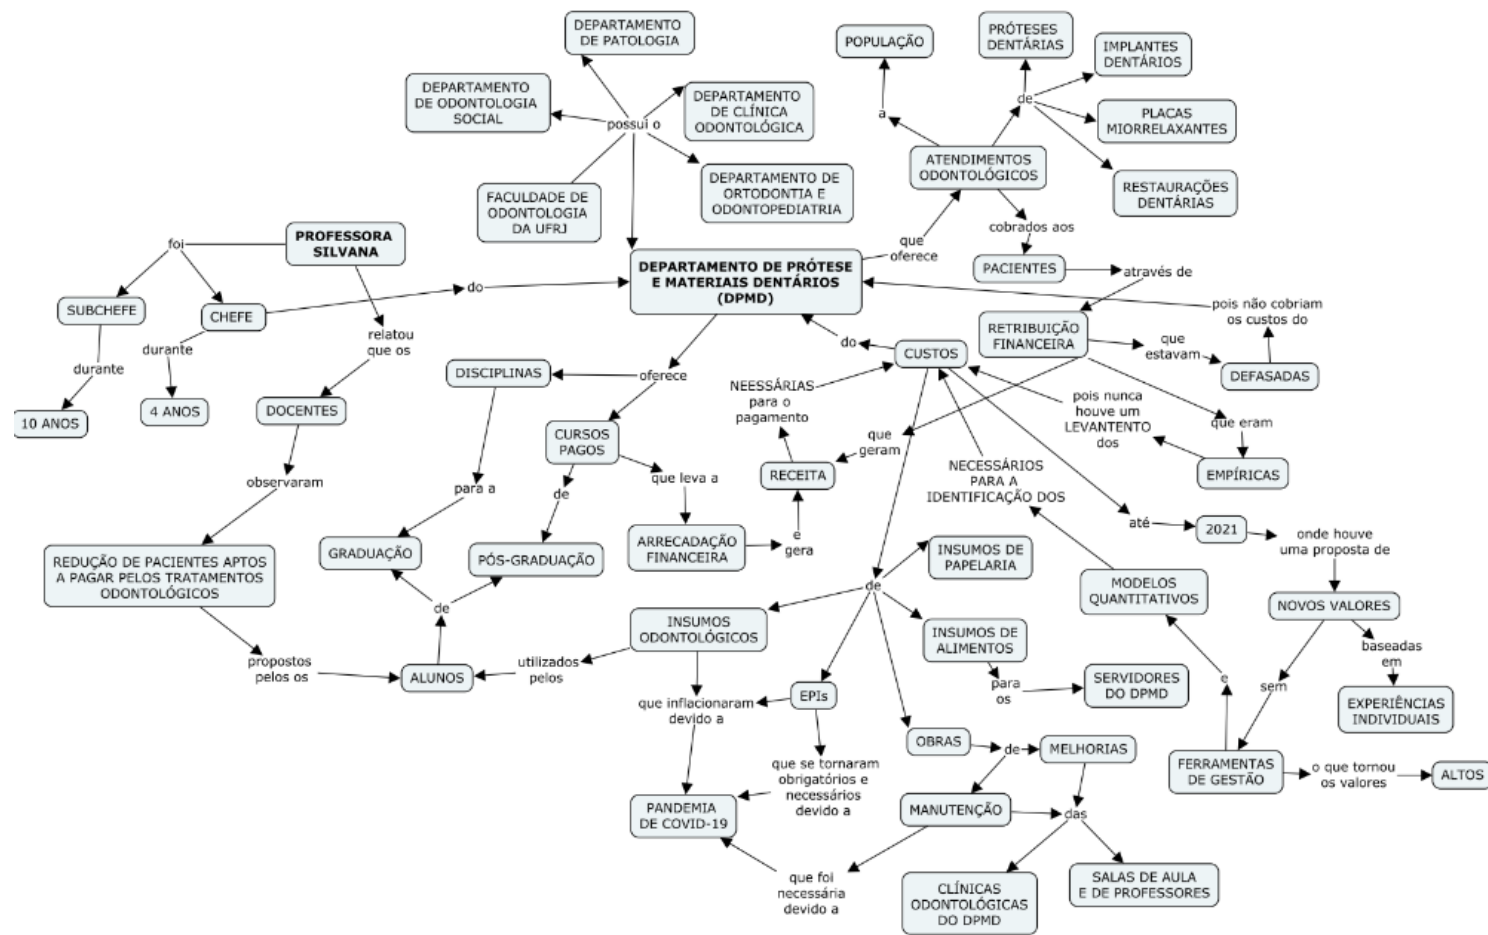 DEPARTAMENTO
DE PATOLOGIA
POPULAÇÃO
PRÓTESES
DENTÁRIAS
IMPLANTES
DENTÁRIOS
DEPARTAMENTO
DE ODONTOLOGIA
SOCIAL
DEPARTAMENTO
DE CLÍNICA
ODONTOLÓGICA
possui o
a
de
PLACAS
MIORRELAXANTES
ATENDIMENTOS
ODONTOLÓGICOS
FACULDADE DE
ODONTOLOGIA
DA UFRJ
DEPARTAMENTO DE
ORTODONTIA E
ODONTOPEDIATRIA
RESTAURAÇÕES
DENTÁRIAS
foi
PROFESSORA
SILVANA
que
oferece
cobrados aos
DEPARTAMENTO DE PRÓTESE
E MATERIAIS DENTÁRIOS
(DPMD)
PACIENTES
através de
SUBCHEFE
CHEFE
do
pois não cobriam
os custos do
RETRIBUIÇÃO
FINANCEIRA
relatou
que os
durante
durante
do
CUSTOS
que
estavam
DEFASADAS
DISCIPLINAS
oferece
NEESSÁRIAS
para o
pagamento
10 ANOS
4 ANOS
DOCENTES
pois nunca
houve um
LEVANTENTO
dos
que eram
CURSOS
PAGOS
que
geram
EMPÍRICAS
observaram
para a
de
que leva a
RECEITA
NECESSÁRIOS
PARA A
IDENTIFICAÇÃO DOS
até
2021
onde houve
uma proposta de
REDUÇÃO DE PACIENTES APTOS
A PAGAR PELOS TRATAMENTOS
ODONTOLÓGICOS
GRADUAÇÃO
PÓS-GRADUAÇÃO
ARRECADAÇÃO
FINANCEIRA
e
gera
INSUMOS DE
PAPELARIA
MODELOS
QUANTITATIVOS
NOVOS VALORES
de
de
INSUMOS
ODONTOLÓGICOS
INSUMOS DE
ALIMENTOS
baseadas
em
propostos
pelos os
ALUNOS
utilizados
pelos
para
os
SERVIDORES
DO DPMD
e
sem
EXPERIÊNCIAS
INDIVIDUAIS
que inflacionaram
devido a
EPIs
OBRAS
de
MELHORIAS
FERRAMENTAS
DE GESTÃO
o que tornou
os valores
ALTOS
que se tornaram
obrigatórios e
necessários
devido a
PANDEMIA
DE COVID-19
MANUTENÇÃO
das
que foi
necessária
devido a
CLÍNICAS
ODONTOLÓGICAS
DO DPMD
SALAS DE AULA
E DE PROFESSORES